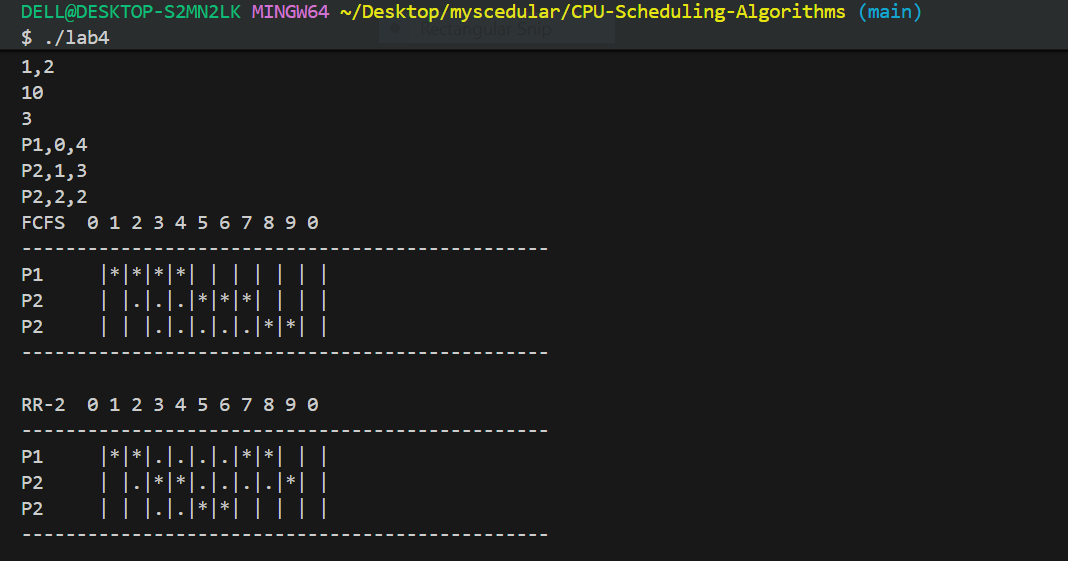 DELL@DESKTOP-S2MN2LK MINGW64 ~/Desktop/myscedular/CPU-Scheduling-Algorithms (main)
Rectangular Snip
$ ./lab4
1,2
10
3
P1,0,4
P2,1,3
P2,2,2
FCFS  0 1 2 3 4 5 6 7 8 9 0
------------------------------------------------
P1     |*|*|*|*| | | | | | |
P2     | |.|.|.|*|*|*| | | |
P2     | | |.|.|.|.|.|*|*| |
------------------------------------------------
RR-2  0 1 2 3 4 5 6 7 8 9 0
------------------------------------------------
P1     |*|*|.|.|.|.|*|*| | |
P2     | |.|*|*|.|.|.|.|*| |
P2     | | |.|.|*|*| | | | |
------------------------------------------------